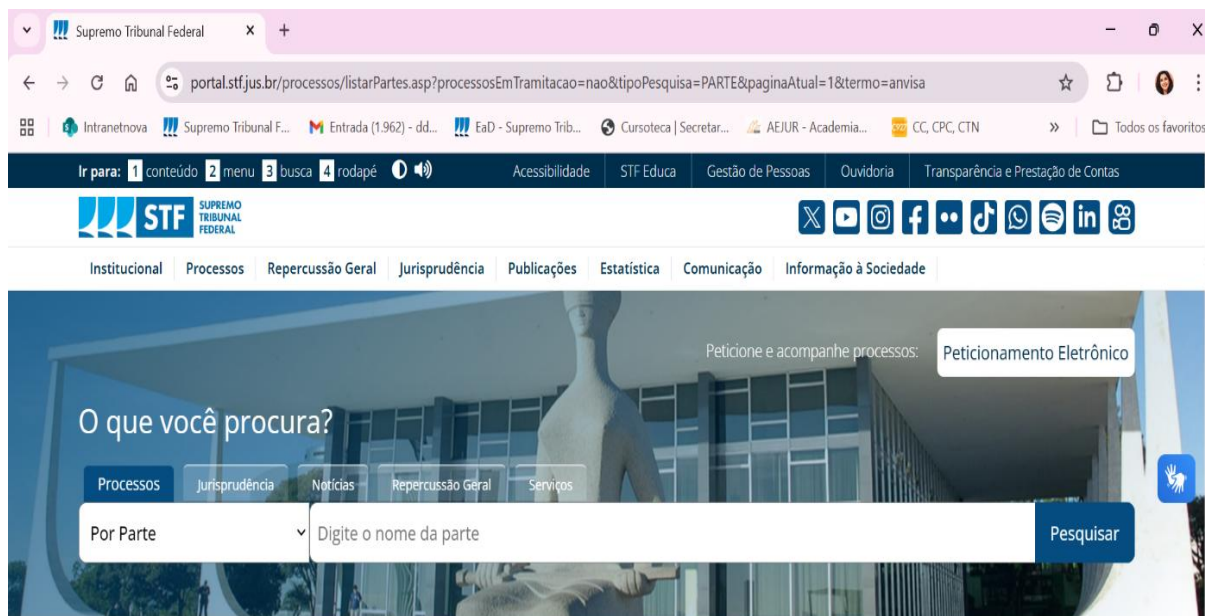 Supremo Tribunal Federal
portal.stf.jus.br/processos/listarPartes.asp?processosEmTramitacao=nao&tipoPesquisa=PARTE&paginaAtual=1&termo=anvisa
Intranetnova Supremo Tribunal F... Entrada (1.962) - dd... EaD - Supremo Trib... Cursoteca | Secretar... AEJUR - Academia... CC, CPC, CTN » Todos os favoritos
Ir para: 1 conteúdo 2 menu 3 busca 4 rodapé Acessibilidade STF Educa Gestão de Pessoas Ouvidoria Transparência e Prestação de Contas
STF SUPREMO
TRIBUNAL
FEDERAL
Institucional Processos Repercussão Geral Jurisprudência Publicações Estatística Comunicação Informação à Sociedade
Peticione e acompanhe processos: Peticionamento Eletrônico
O que você procura?
Processos Jurisprudência Notícias Repercussão Geral Serviços
Por Parte Digite o nome da parte Pesquisar